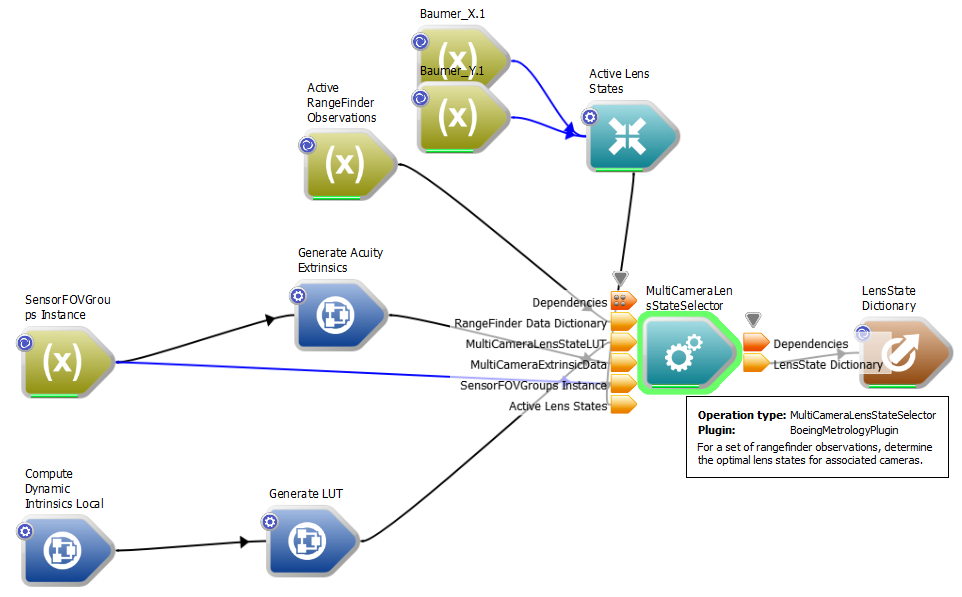 Baumer_X.1
(x)
Baumer_Y.1
(x)
Active Lens
States
Active
RangeFinder
Observations
(x)
Generate Acuity
Extrinsics
SensorFOVGrou
ps Instance
(x)
MultiCameraLen
sStateSelector
LensState
Dictionary
Dependencies
RangeFinder Data Dictionary
MultiCameraLensStateLUT
MultiCameraExtrinsicData
SensorFOVGroups Instance
Active Lens States
Dependencies
LensState Dictionary
Operation type: MultiCameraLensStateSelector
Plugin: BoeingMetrologyPlugin
For a set of rangefinder observations, determine
the optimal lens states for associated cameras.
Compute
Dynamic
Intrinsics Local
Generate LUT